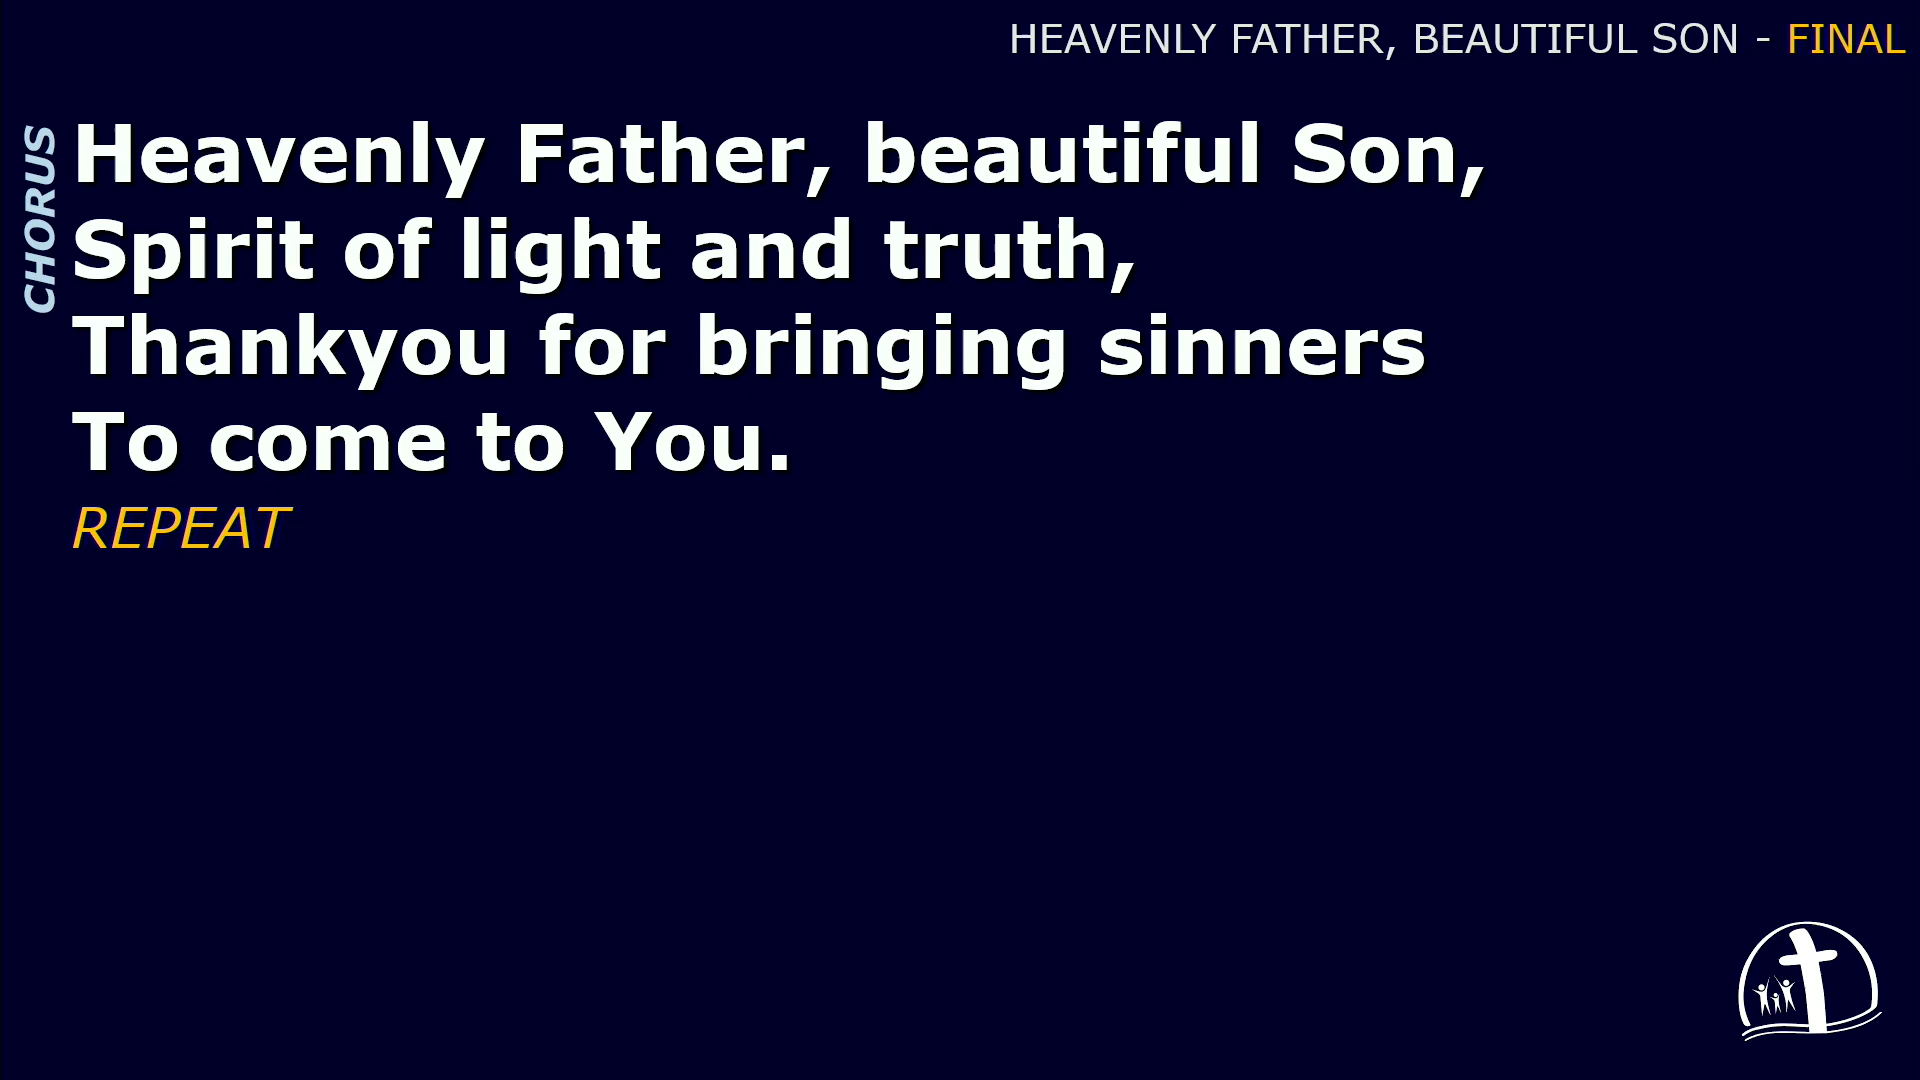 HEAVENLY FATHER, BEAUTIFUL SON - FINAL
CHORUS
Heavenly Father, beautiful Son,
Spirit of light and truth,
Thankyou for bringing sinners
To come to You.
REPEAT